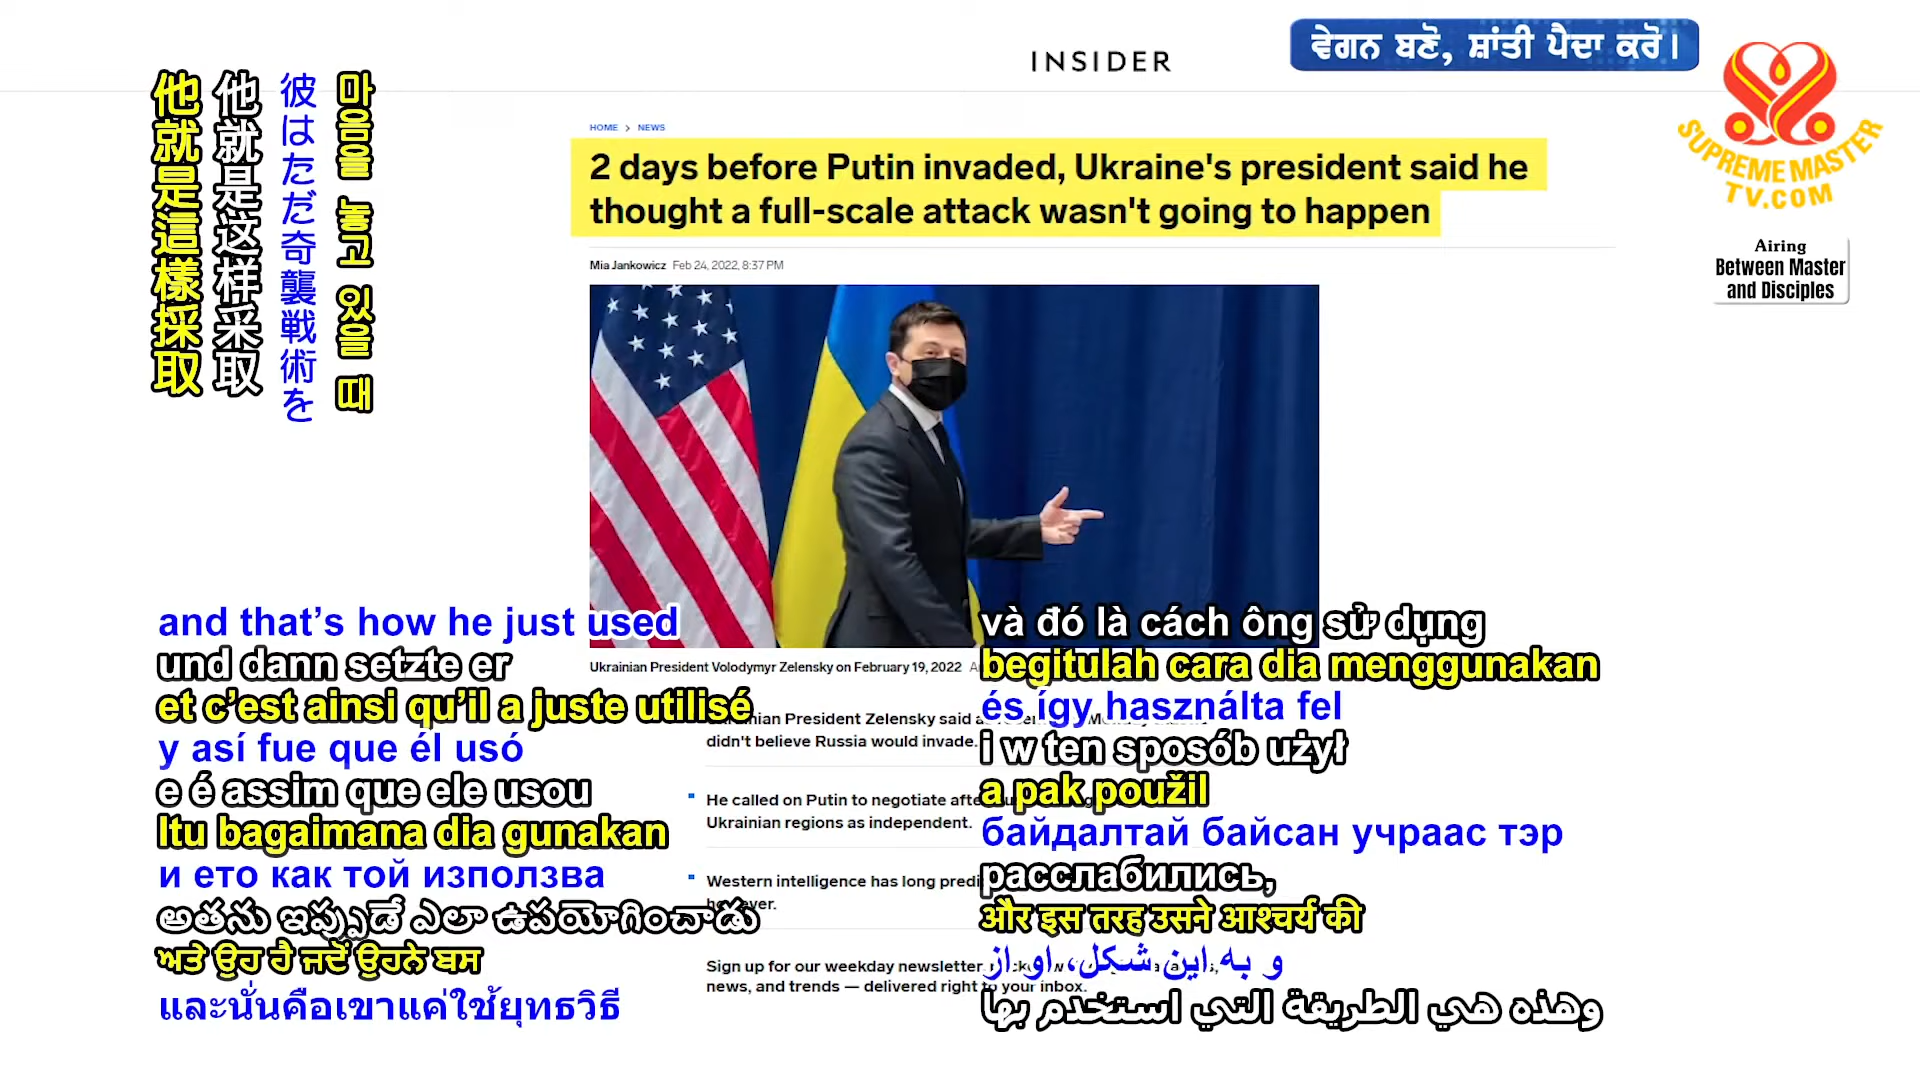 INSIDER
ਵੇਗਨ ਬਣੋ, ਸ਼ਾਂਤੀ ਪੈਦਾ ਕਰੋ।
SUPREME MASTER
TV.COM
Airing
Between Master
and Disciples
他就是這樣採取
他就是这样采取
彼はただ奇襲戦術を
마음을 놓고 있을 때
HOME > NEWS
2 days before Putin invaded, Ukraine's president said he
thought a full-scale attack wasn't going to happen
Mia Jankowicz Feb 24, 2022, 8:37 PM
Ukrainian President Volodymyr Zelensky on February 19, 2022
President Zelensky said
didn't believe Russia would invade.
He called on Putin to negotiate
Ukrainian regions as independent.
Western intelligence has long
Sign up for our weekday newsletter,
news, and trends — delivered right to your inbox.
and that's how he just used
und dann setzte er
et c'est ainsi qu'il a juste utilisé
y así fue que él usó
e é assim que ele usou
Itu bagaimana dia gunakan
и ето как той използва
అతను ఇప్పుడే ఎలా ఉపయోగించాడు
ਅਤੇ ਉਹ ਹੈ ਜਦੋਂ ਉਹਨੇ ਬਸ
และนั่นคือเขาแค่ใช้ยุทธวิธี
và đó là cách ông sử dụng
begitulah cara dia menggunakan
és így használta fel
i w ten sposób użył
a pak použil
байдалтай байсан учраас тэр
расслабились,
और इस तरह उसने आश्चर्य की
و به این شکل، او از
وهذه هي الطريقة التي استخدم بها